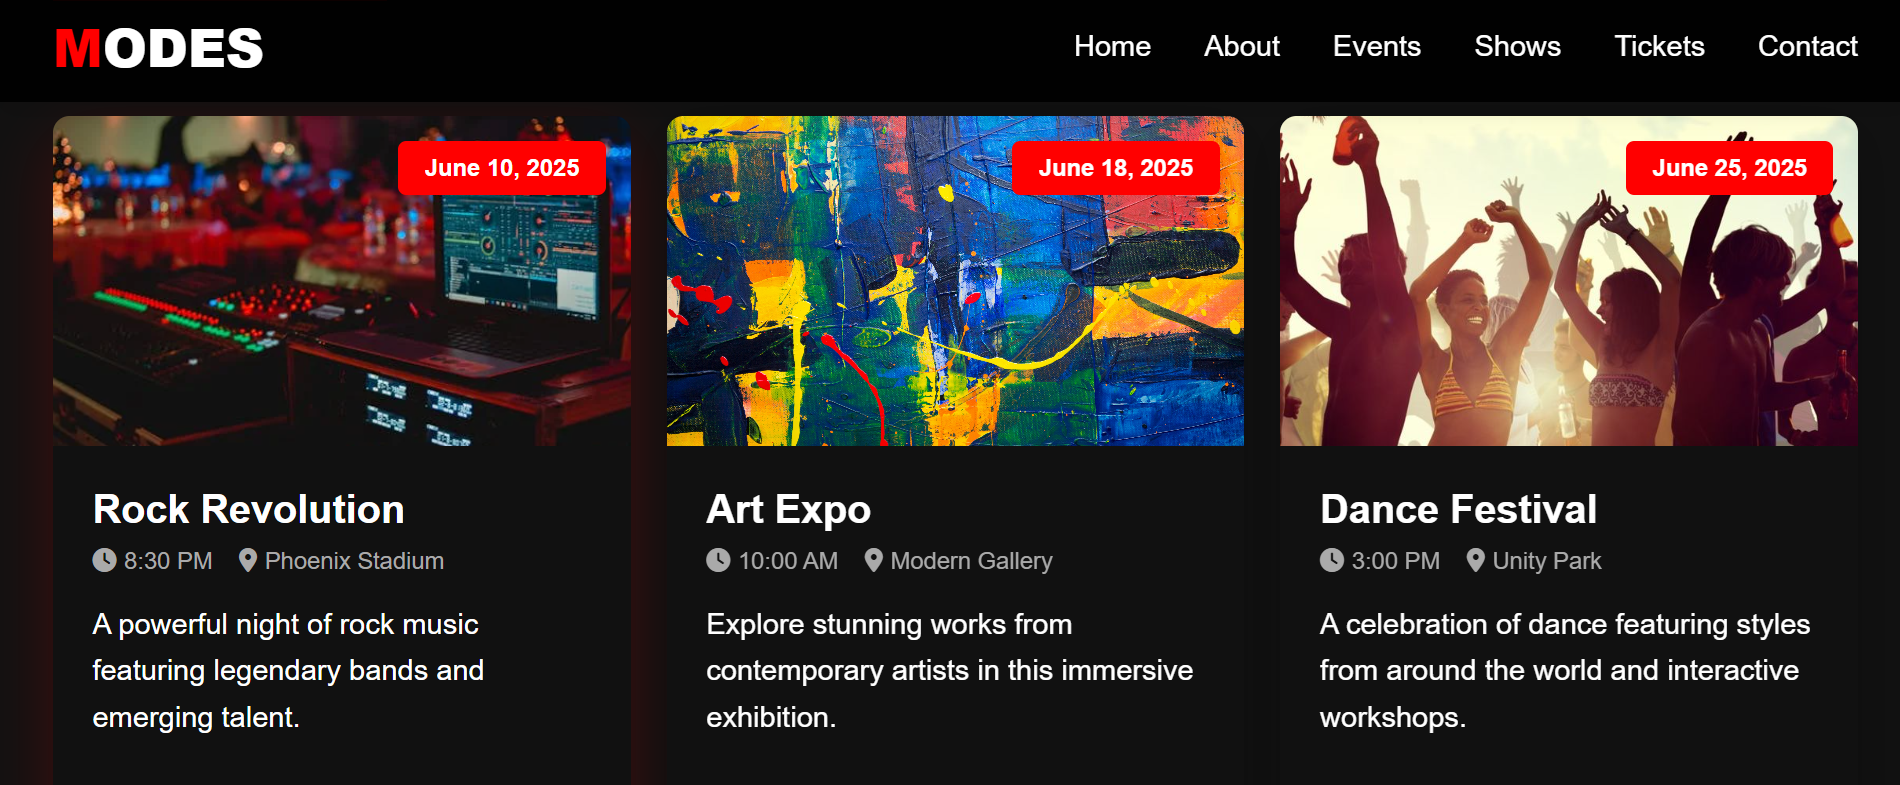 MODES
Home About Events Shows Tickets Contact
June 10, 2025
Rock Revolution
8:30 PM Phoenix Stadium
A powerful night of rock music
featuring legendary bands and
emerging talent.
June 18, 2025
Art Expo
10:00 AM Modern Gallery
Explore stunning works from
contemporary artists in this immersive
exhibition.
June 25, 2025
Dance Festival
3:00 PM Unity Park
A celebration of dance featuring styles
from around the world and interactive
workshops.